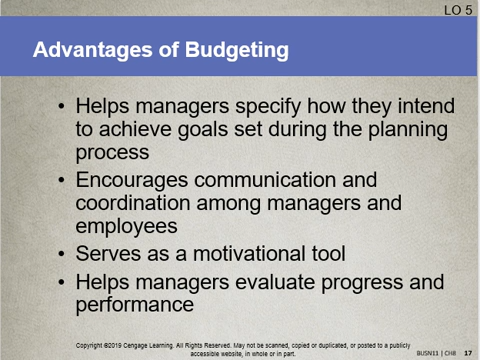 LO 5
Advantages of Budgeting
• Helps managers specify how they intend
to achieve goals set during the planning
process
• Encourages communication and
coordination among managers and
employees
• Serves as a motivational tool
• Helps managers evaluate progress and
performance
Copyright ©2019 Cengage Learning. All Rights Reserved. May not be scanned, copied or duplicated, or posted to a publicly
accessible website, in whole or in part.
BUSN11 | CH8 17